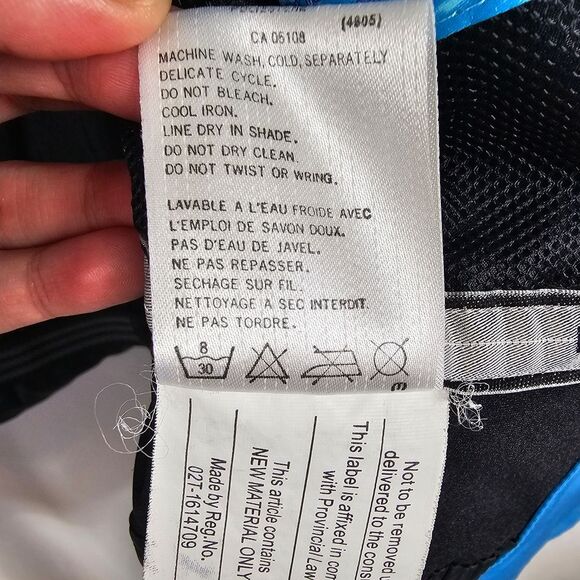 (4805)
CA 05108
MACHINE WASH, COLD, SEPARATELY
DELICATE CYCLE.
DO NOT BLEACH.
COOL IRON.
LINE DRY IN SHADE.
DO NOT DRY CLEAN.
DO NOT TWIST OR WRING.
LAVABLE A L'EAU FROIDE AVEC
L'EMPLOI DE SAVON DOUX.
PAS D'EAU DE JAVEL.
NE PAS REPASSER.
SECHAGE SUR FIL.
NETTOYAGE A SEC INTERDIT.
NE PAS TORDRE.
8
30
Not to be removed u
delivered to the cons
This label is affixed in com
with Provincial Law
This article contains
NEW MATERIAL ONLY
Made by Reg.No.
027-1614T09